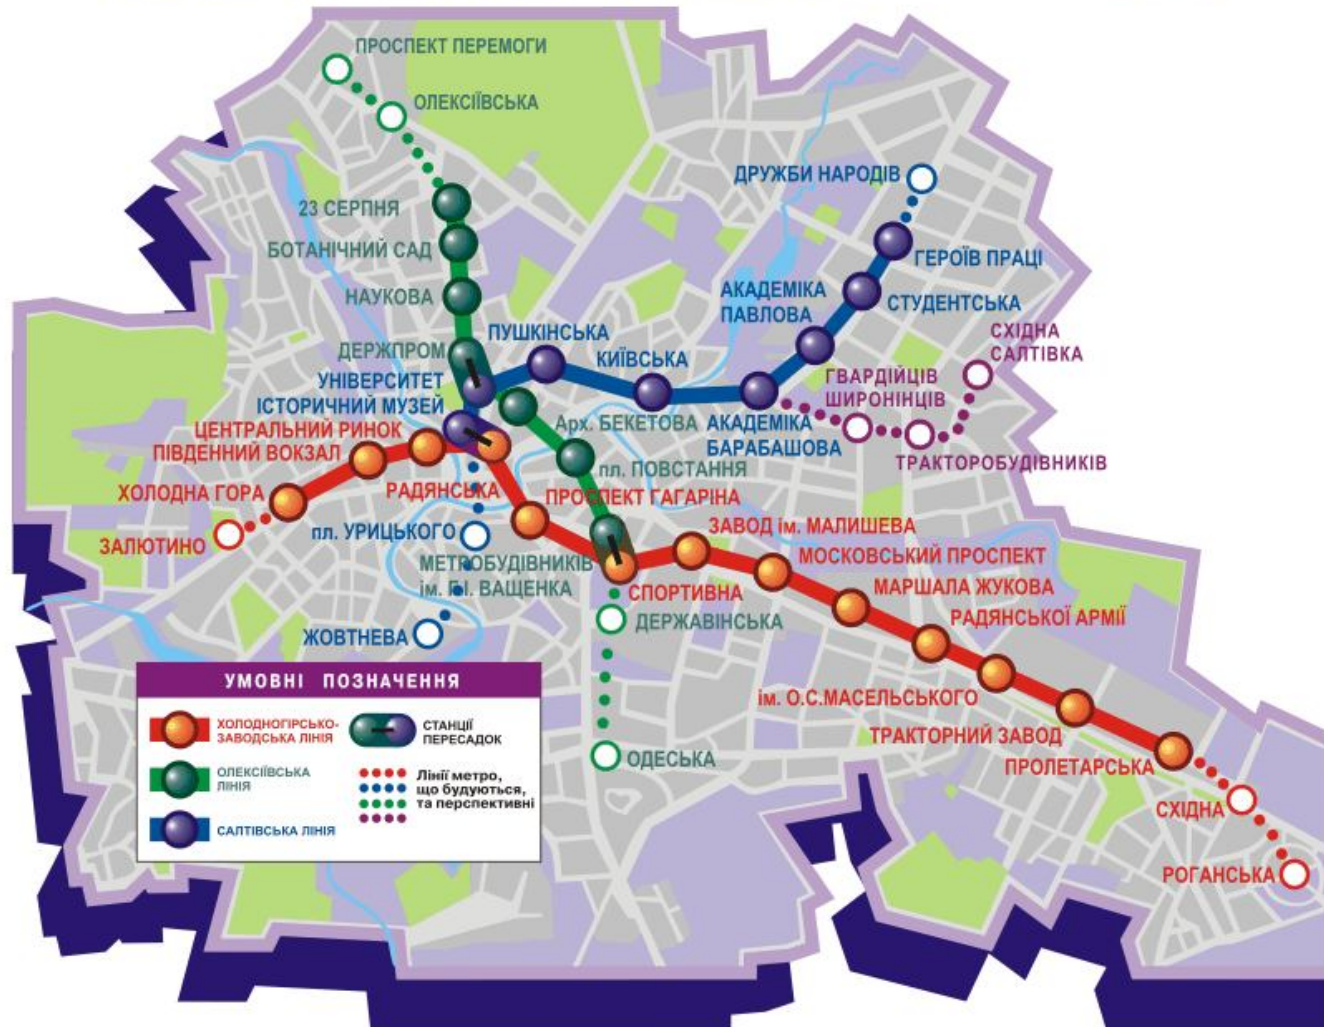 ПРОСПЕКТ ПЕРЕМОГИ
ОЛЕКСІЇВСЬКА
23 СЕРПНЯ
БОТАНІЧНИЙ САД
НАУКОВА
ДЕРЖПРОМ
УНІВЕРСИТЕТ
ІСТОРИЧНИЙ МУЗЕЙ
ЦЕНТРАЛЬНИЙ РИНОК
ПІВДЕННИЙ ВОКЗАЛ
ХОЛОДНА ГОРА
ЗАЛЮТИНО
РАДЯНСЬКА
пл. УРИЦЬКОГО
ЖОВТНЕВА
ПУШКІНСЬКА
КИЇВСЬКА
ДРУЖБИ НАРОДІВ
ГЕРОЇВ ПРАЦІ
СТУДЕНТСЬКА
АКАДЕМІКА
ПАВЛОВА
АКАДЕМІКА
БАРАБАШОВА
СХІДНА
САЛТІВКА
ГВАРДІЙЦІВ
ШИРОНІНЦІВ
ТРАКТОРОБУДІВНИКІВ
Арх. БЕКЕТОВА
пл. ПОВСТАННЯ
ПРОСПЕКТ ГАГАРІНА
МЕТРОБУДІВНИКІВ
ім. Г.І. ВАЩЕНКА
СПОРТИВНА
ДЕРЖАВІНСЬКА
ОДЕСЬКА
ЗАВОД ім. МАЛИШЕВА
МОСКОВСЬКИЙ ПРОСПЕКТ
МАРШАЛА ЖУКОВА
РАДЯНСЬКОЇ АРМІЇ
ім. О.С.МАСЕЛЬСЬКОГО
ТРАКТОРНИЙ ЗАВОД
ПРОЛЕТАРСЬКА
СХІДНА
РОГАНСЬКА
УМОВНІ ПОЗНАЧЕННЯ
ХОЛОДНОГІРСЬКО-
ЗАВОДСЬКА ЛІНІЯ
ОЛЕКСІЇВСЬКА
ЛІНІЯ
САЛТІВСЬКА ЛІНІЯ
СТАНЦІЇ
ПЕРЕСАДОК
Лінії метро,
що будуються,
та перспективні